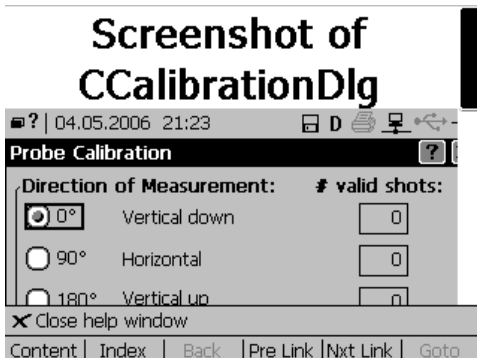 Screenshot of
CCalibrationDlg
? | 04.05.2006 21:23 D
Probe Calibration ?
Direction of Measurement: # valid shots:
0° Vertical down 0
90° Horizontal 0
180° Vertical up 0
Close help window
Content | Index | Back | Pre Link | Nxt Link | Goto